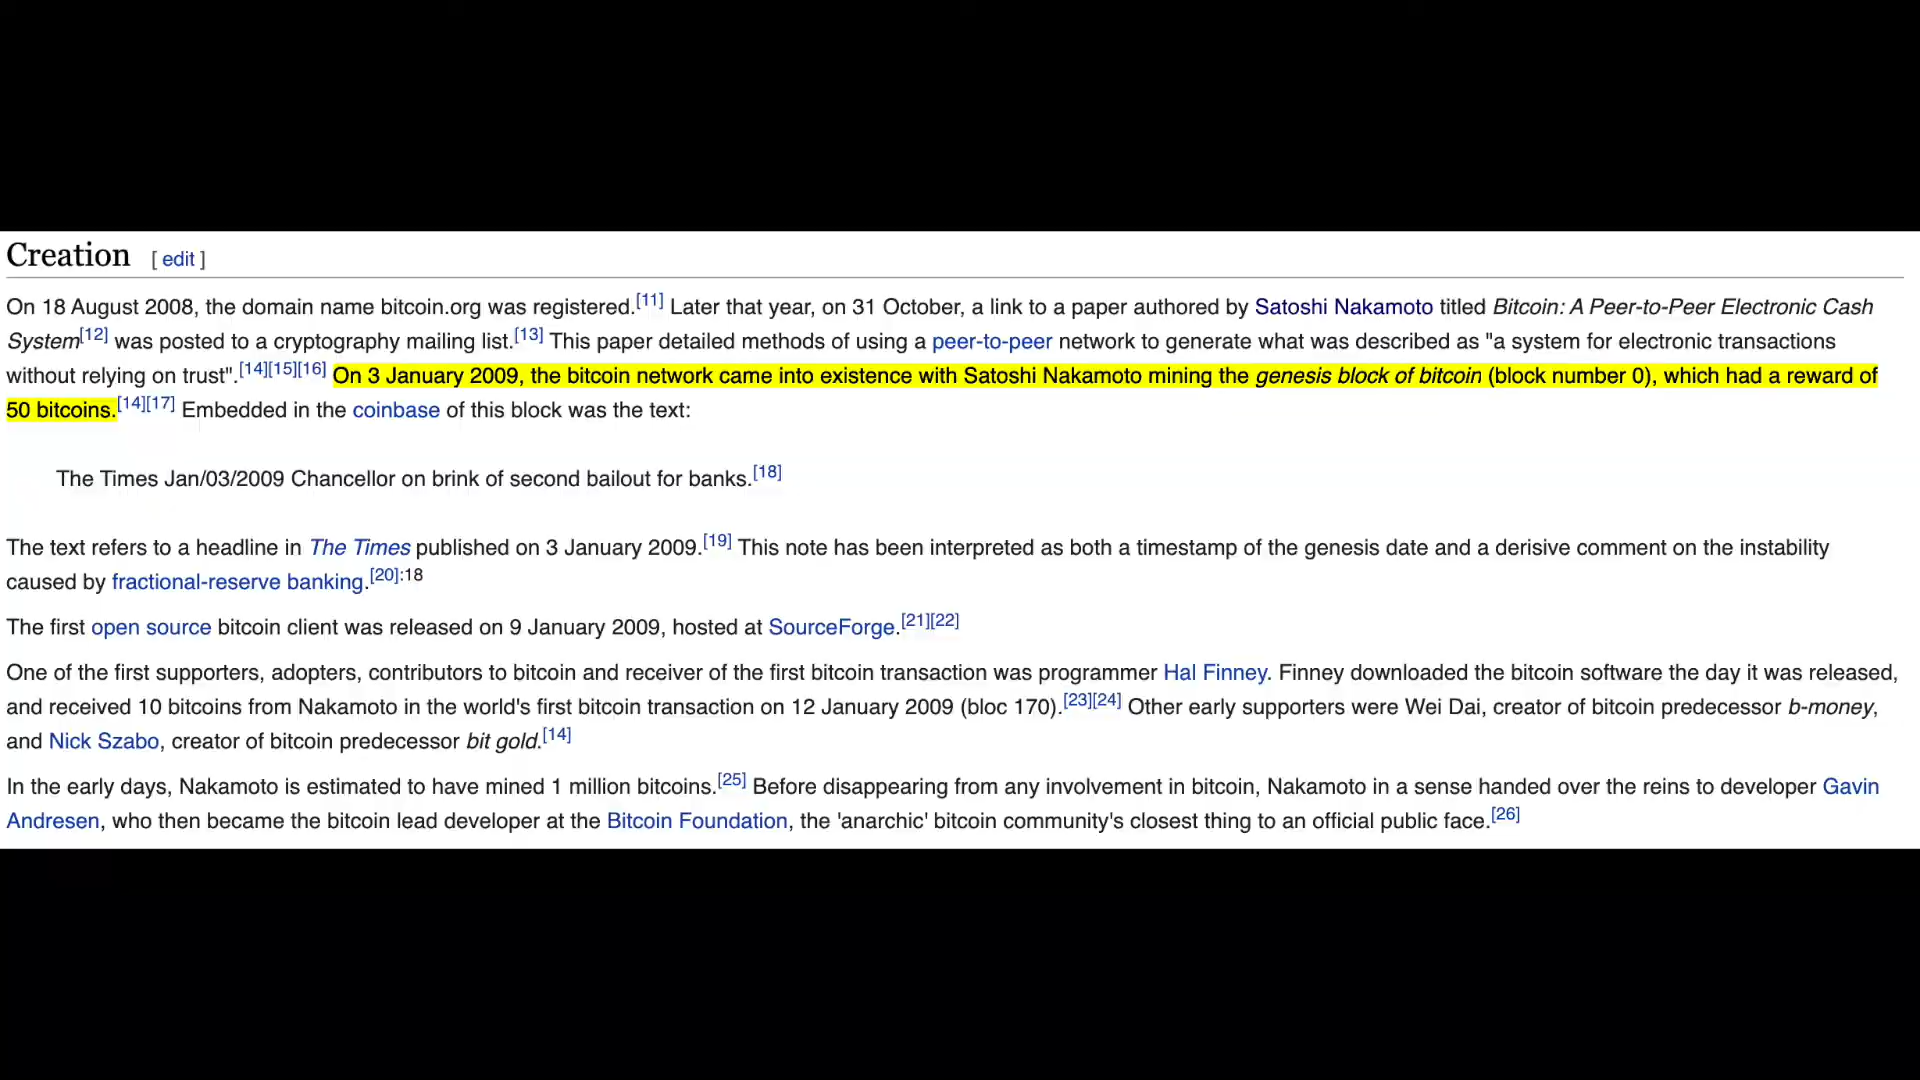 Creation [ edit ]
On 18 August 2008, the domain name bitcoin.org was registered.[11] Later that year, on 31 October, a link to a paper authored by Satoshi Nakamoto titled Bitcoin: A Peer-to-Peer Electronic Cash
System[12] was posted to a cryptography mailing list.[13] This paper detailed methods of using a peer-to-peer network to generate what was described as "a system for electronic transactions
without relying on trust".[14][15][16] On 3 January 2009, the bitcoin network came into existence with Satoshi Nakamoto mining the genesis block of bitcoin (block number 0), which had a reward of
50 bitcoins.[14][17] Embedded in the coinbase of this block was the text:
The Times Jan/03/2009 Chancellor on brink of second bailout for banks.[18]
The text refers to a headline in The Times published on 3 January 2009.[19] This note has been interpreted as both a timestamp of the genesis date and a derisive comment on the instability
caused by fractional-reserve banking.[20]:18
The first open source bitcoin client was released on 9 January 2009, hosted at SourceForge.[21][22]
One of the first supporters, adopters, contributors to bitcoin and receiver of the first bitcoin transaction was programmer Hal Finney. Finney downloaded the bitcoin software the day it was released,
and received 10 bitcoins from Nakamoto in the world's first bitcoin transaction on 12 January 2009 (bloc 170).[23][24] Other early supporters were Wei Dai, creator of bitcoin predecessor b-money,
and Nick Szabo, creator of bitcoin predecessor bit gold.[14]
In the early days, Nakamoto is estimated to have mined 1 million bitcoins.[25] Before disappearing from any involvement in bitcoin, Nakamoto in a sense handed over the reins to developer Gavin
Andresen, who then became the bitcoin lead developer at the Bitcoin Foundation, the 'anarchic' bitcoin community's closest thing to an official public face.[26]